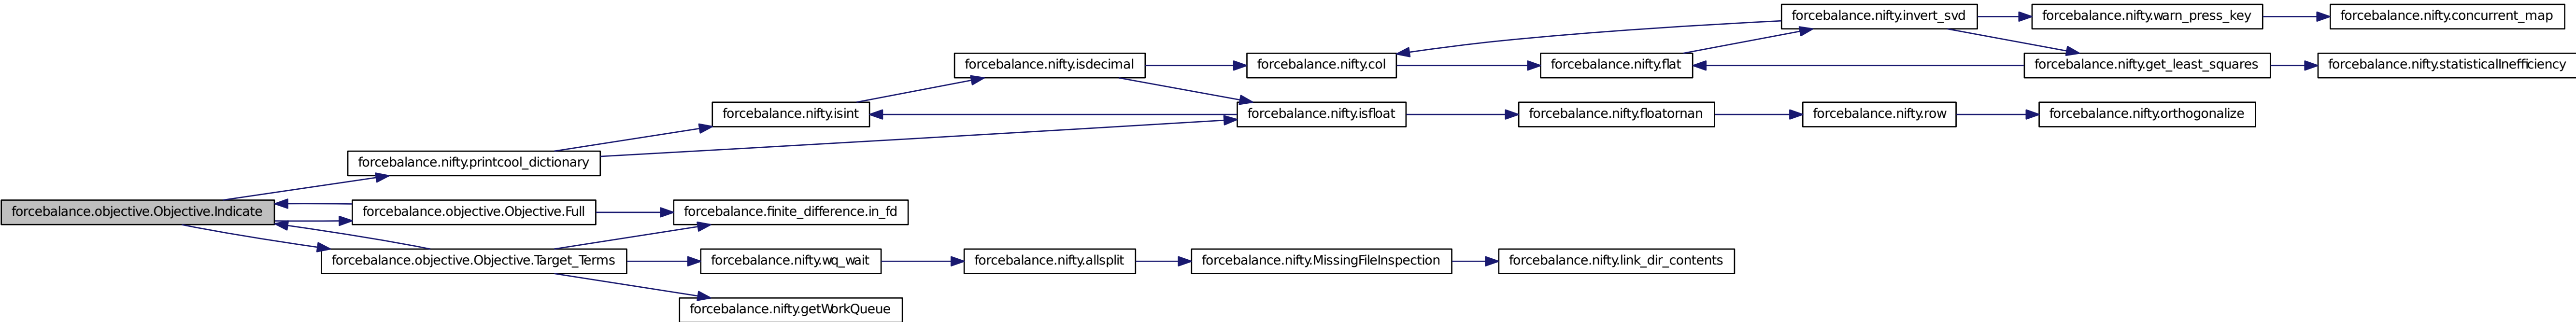 forcebalance.nifty.invert_svd
forcebalance.nifty.warn_press_key
forcebalance.nifty.concurrent_map
forcebalance.nifty.isdecimal
forcebalance.nifty.col
forcebalance.nifty.flat
forcebalance.nifty.get_least_squares
forcebalance.nifty.statisticalInefficiency
forcebalance.nifty.isint
forcebalance.nifty.isfloat
forcebalance.nifty.floatornan
forcebalance.nifty.row
forcebalance.nifty.orthogonalize
forcebalance.nifty.printcool_dictionary
forcebalance.objective.Objective.Indicate
forcebalance.objective.Objective.Full
forcebalance.finite_difference.in_fd
forcebalance.objective.Objective.Target_Terms
forcebalance.nifty.wq_wait
forcebalance.nifty.allsplit
forcebalance.nifty.MissingFileInspection
forcebalance.nifty.link_dir_contents
forcebalance.nifty.getWorkQueue